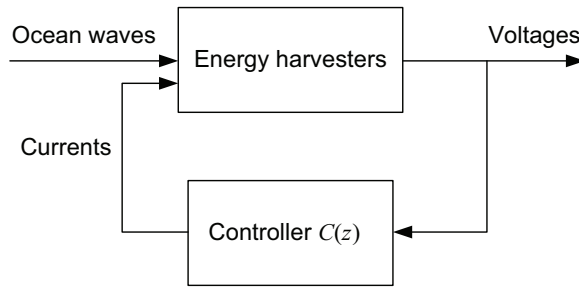 Ocean waves
Energy harvesters
Voltages
Currents
Controller C(z)